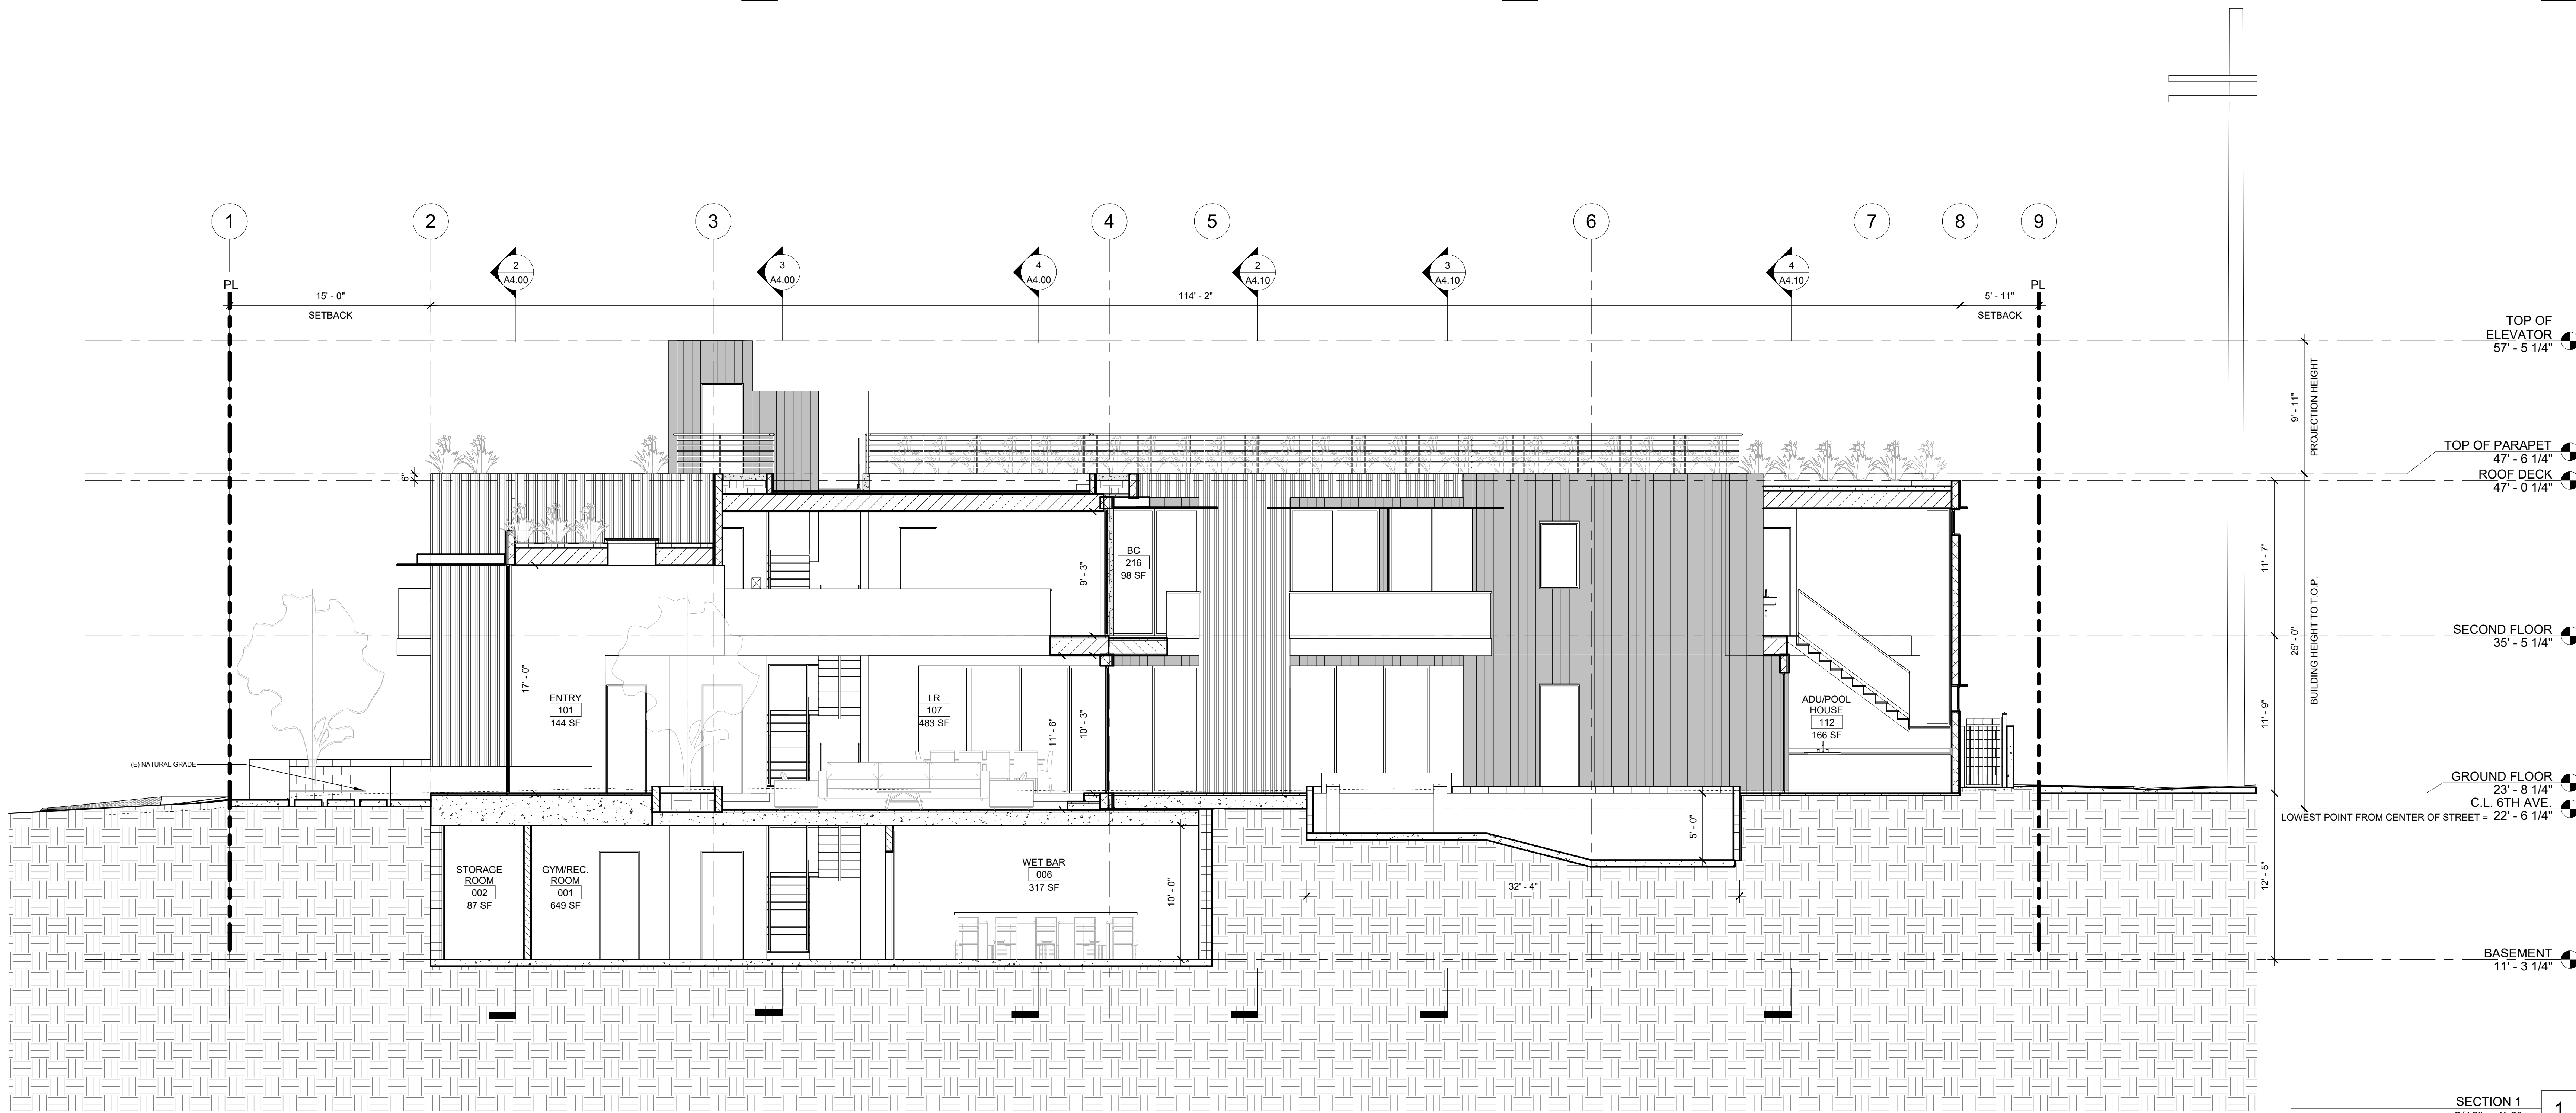 1
2
3
4
5
6
7
8
9
2
A4.00
3
A4.00
4
A4.00
2
A4.10
3
A4.10
4
A4.10
PL
PL
15' - 0"
SETBACK
114' - 2"
5' - 11"
SETBACK
TOP OF
ELEVATOR
57' - 5 1/4"
9' - 11"
PROJECTION HEIGHT
TOP OF PARAPET
47' - 6 1/4"
ROOF DECK
47' - 0 1/4"
6"
11' - 7"
BC
216
98 SF
9' - 3"
SECOND FLOOR
35' - 5 1/4"
25' - 0"
BUILDING HEIGHT TO T.O.P.
17' - 0"
ENTRY
101
144 SF
LR
107
483 SF
11' - 6"
10' - 3"
ADU/POOL
HOUSE
112
166 SF
11' - 9"
(E) NATURAL GRADE
GROUND FLOOR
23' - 8 1/4"
C.L. 6TH AVE.
LOWEST POINT FROM CENTER OF STREET = 22' - 6 1/4"
5' - 0"
STORAGE
ROOM
002
87 SF
GYM/REC.
ROOM
001
649 SF
WET BAR
006
317 SF
10' - 0"
32' - 4"
12' - 5"
BASEMENT
11' - 3 1/4"
SECTION 1
1